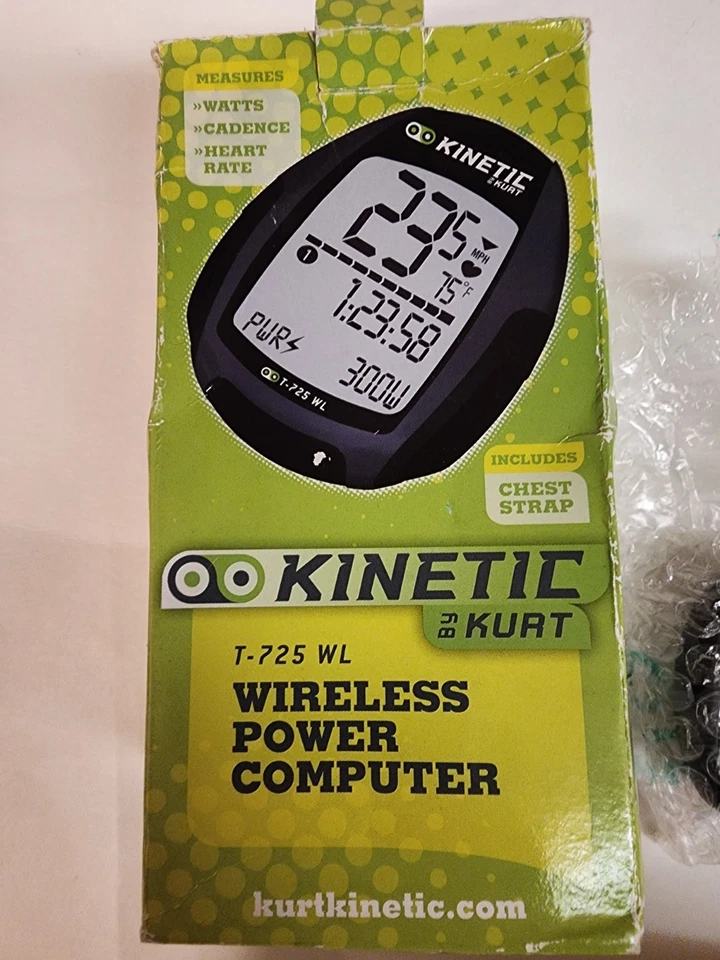 MEASURES
»WATTS
»CADENCE
»HEART
RATE
KINETIC
BY KURT
23.5
MPH
1
75°F
1:23:58
PWR
300W
T-725 WL
INCLUDES
CHEST
STRAP
KINETIC
BY KURT
T-725 WL
WIRELESS
POWER
COMPUTER
kurtkinetic.com